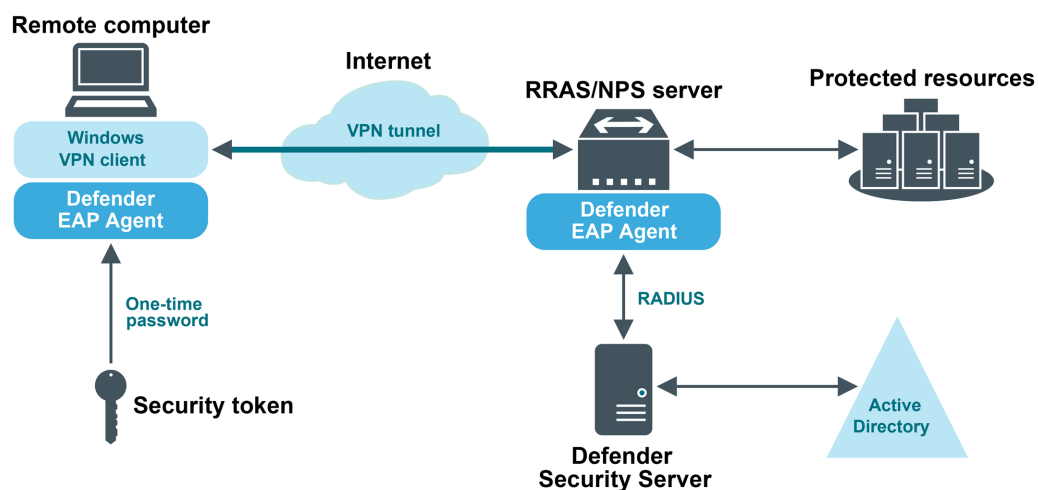 Remote computer
Internet
RRAS/NPS server
Protected resources
Windows
VPN client
VPN tunnel
Defender
EAP Agent
Defender
EAP Agent
One-time
password
RADIUS
Security token
Active
Directory
Defender
Security Server